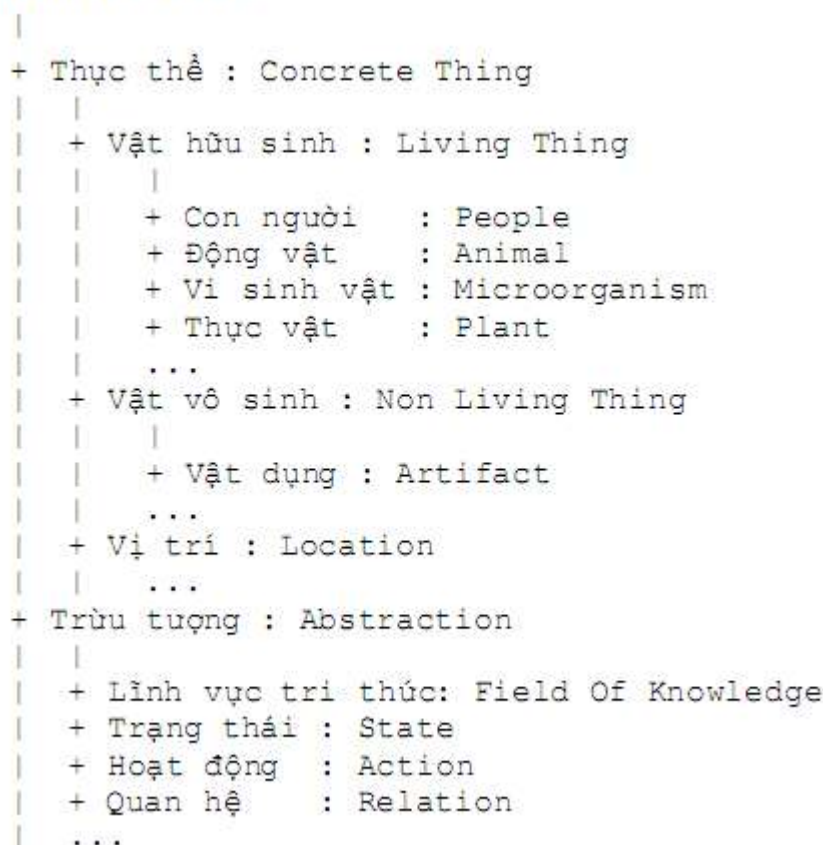 |
+ Thực thể : Concrete Thing
|   |
|   + Vật hữu sinh : Living Thing
|   |   |
|   |   + Con người   : People
|   |   + Động vật    : Animal
|   |   + Vi sinh vật : Microorganism
|   |   + Thực vật    : Plant
|   |   ...
|   + Vật vô sinh : Non Living Thing
|   |   |
|   |   + Vật dụng : Artifact
|   |   ...
|   + Vị trí : Location
|   |   ...
+ Trừu tượng : Abstraction
|   |
|   + Lĩnh vực tri thức: Field Of Knowledge
|   + Trạng thái : State
|   + Hoạt động  : Action
|   + Quan hệ    : Relation
|   ...